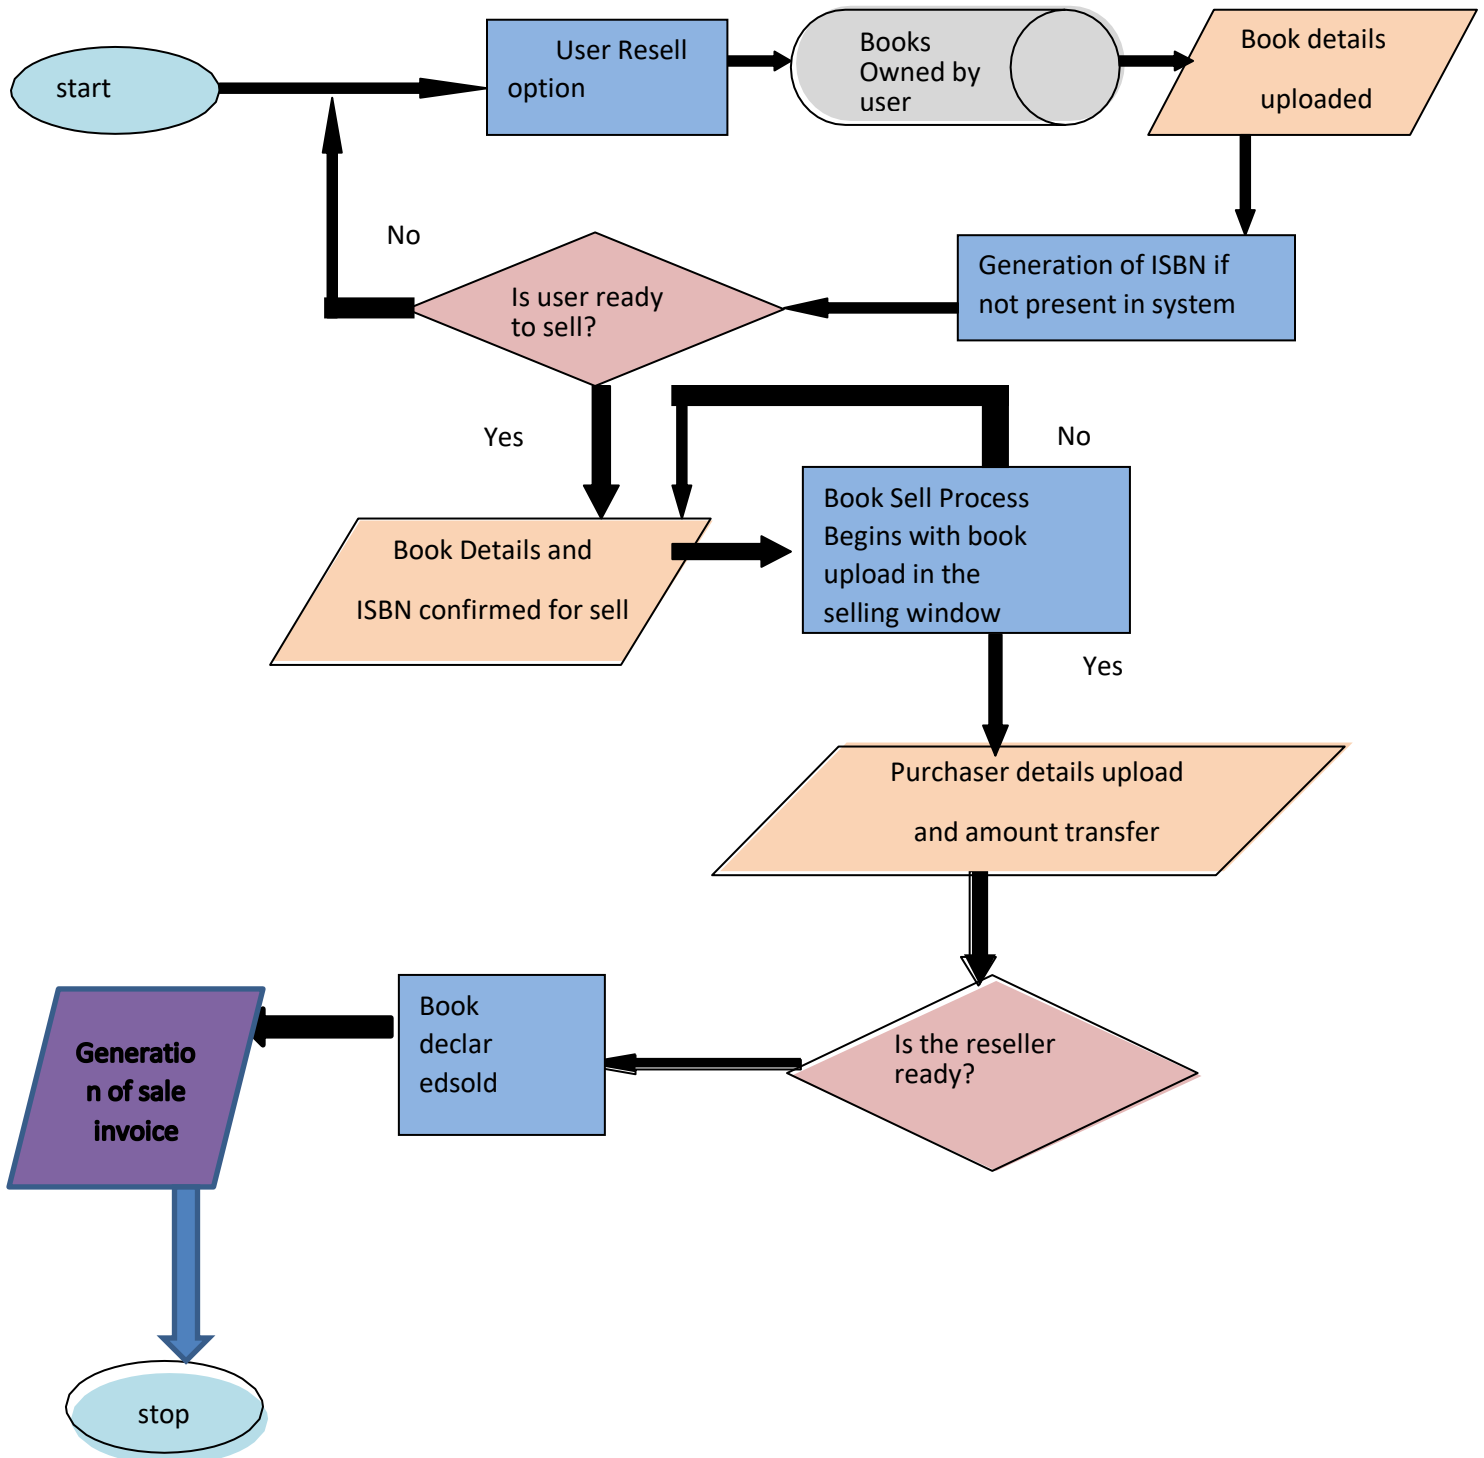 start
User Resell
option
Books
Owned by
user
Book details
uploaded
No
Is user ready
to sell?
Generation of ISBN if
not present in system
Yes
No
Book Details and
ISBN confirmed for sell
Book Sell Process
Begins with book
upload in the
selling window
Yes
Purchaser details upload
and amount transfer
Is the reseller
ready?
Book
declar
edsold
Generatio
n of sale
invoice
stop